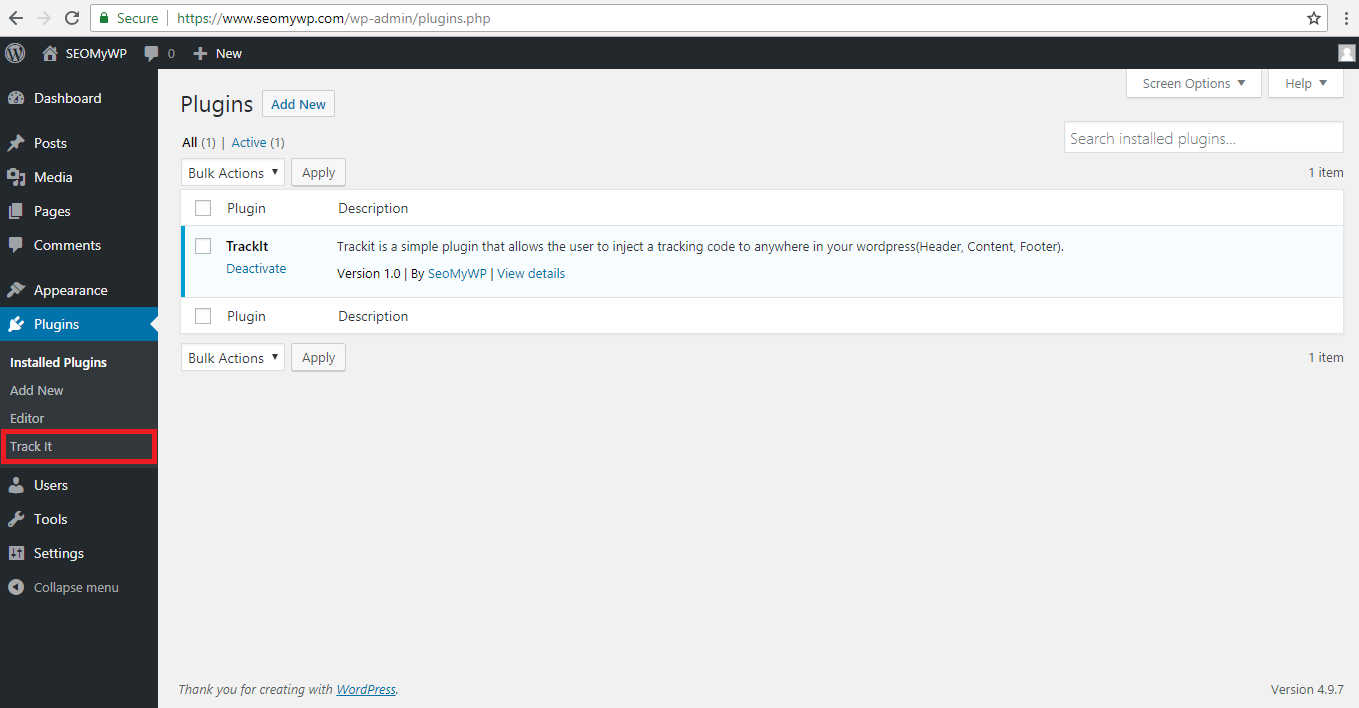 Secure | https://www.seomywp.com/wp-admin/plugins.php
SEOMyWP 0 New
Screen Options Help
Dashboard
Posts
Media
Pages
Comments
Appearance
Plugins
Installed Plugins
Add New
Editor
Track It
Users
Tools
Settings
Collapse menu
Plugins Add New
All (1) | Active (1)
Search installed plugins...
Bulk Actions Apply
1 item
Plugin Description
TrackIt Trackit is a simple plugin that allows the user to inject a tracking code to anywhere in your wordpress(Header, Content, Footer).
Deactivate Version 1.0 | By SeoMyWP | View details
Plugin Description
Bulk Actions Apply
1 item
Thank you for creating with WordPress.
Version 4.9.7